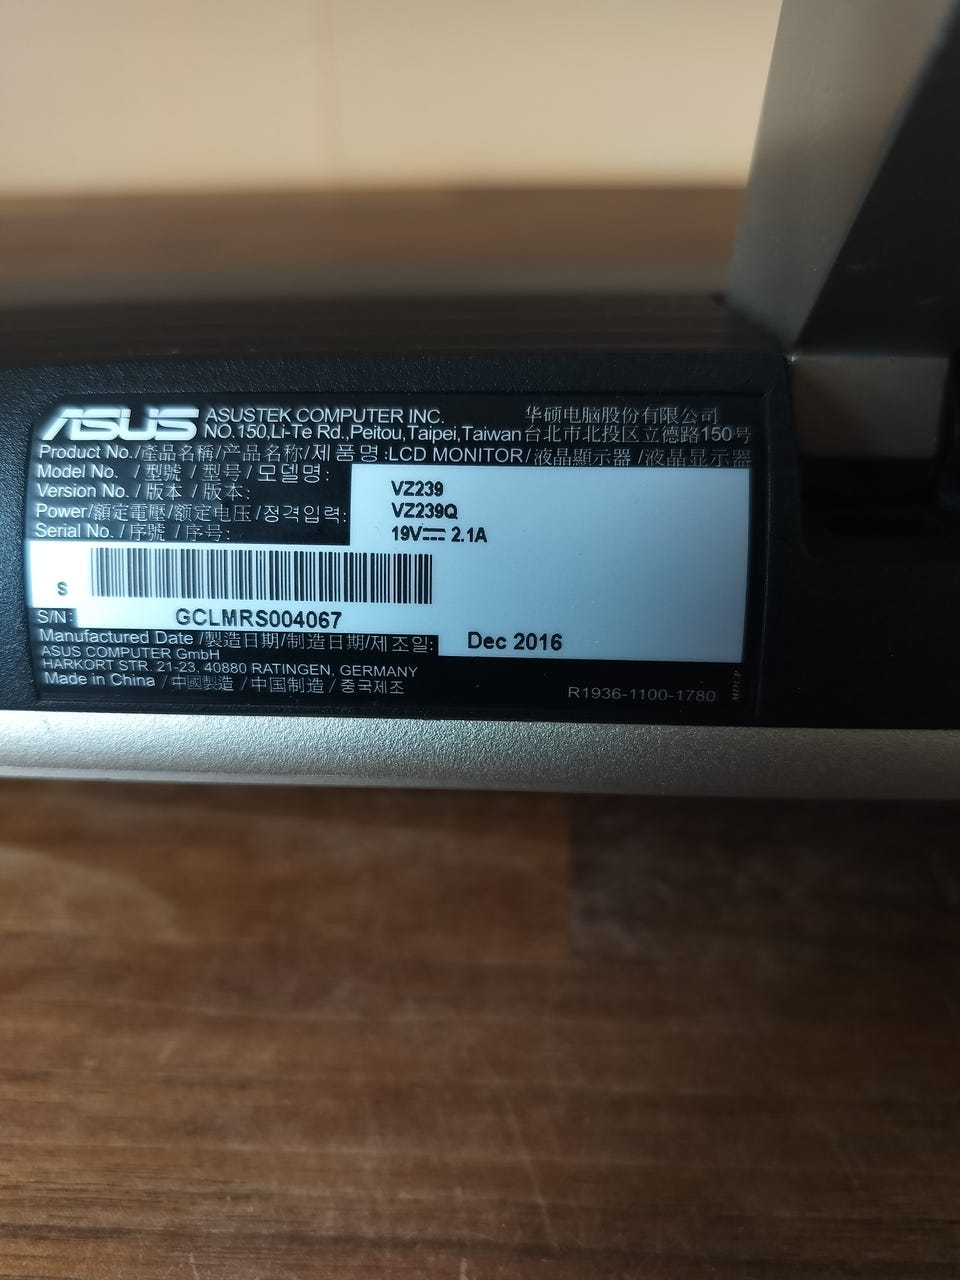 ASUS ASUSTEK COMPUTER INC. 华硕电脑股份有限公司
NO.150,Li-Te Rd.,Peitou,Taipei,Taiwan 台北市北投区立德路150号
Product No./產品名稱/产品名称/제품명:LCD MONITOR/液晶顯示器/液晶显示器
Model No. / 型號 / 型号 / 모델명: VZ239
Version No. / 版本 / 版本: VZ239Q
Power/額定電壓/额定电压/정격입력: 19V⎓ 2.1A
Serial No. / 序號 / 序号:
S
S/N: GCLMRS004067
Manufactured Date /製造日期/制造日期/제조일: Dec 2016
ASUS COMPUTER GmbH
HARKORT STR. 21-23, 40880 RATINGEN, GERMANY
Made in China / 中國製造 / 中国制造 / 중국제조
R1936-1100-1780